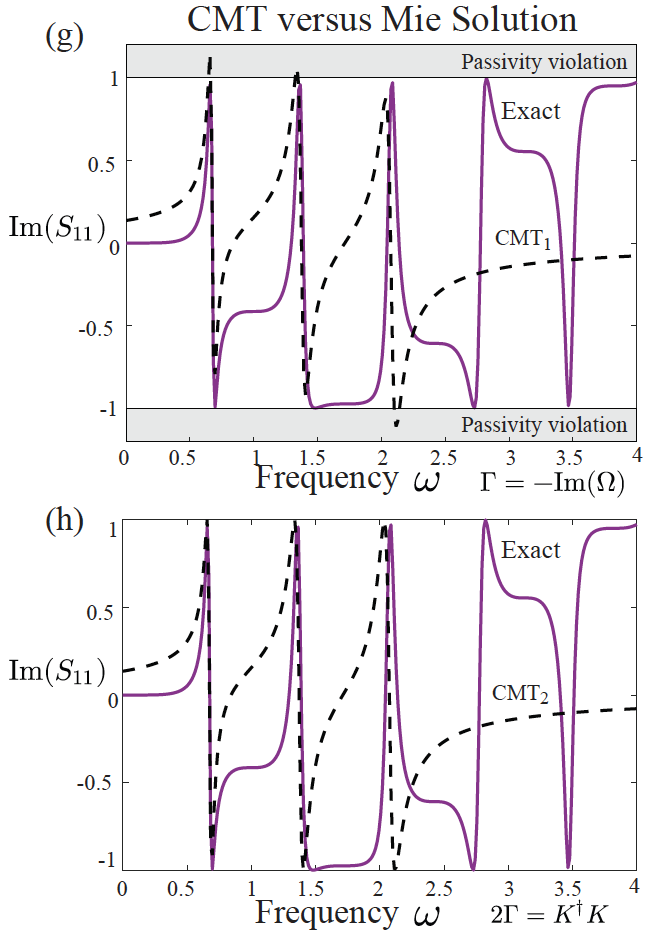 CMT versus Mie Solution
(g)
Passivity violation
1
Exact
0.5
Im(S₁₁)
0
CMT₁
-0.5
-1
Passivity violation
0 0.5 1 1.5 2 2.5 3 3.5 4
Frequency ω
Γ = −Im(Ω)
(h)
1
Exact
0.5
Im(S₁₁)
0
CMT₂
-0.5
-1
0 0.5 1 1.5 2 2.5 3 3.5 4
Frequency ω
2Γ = K†K